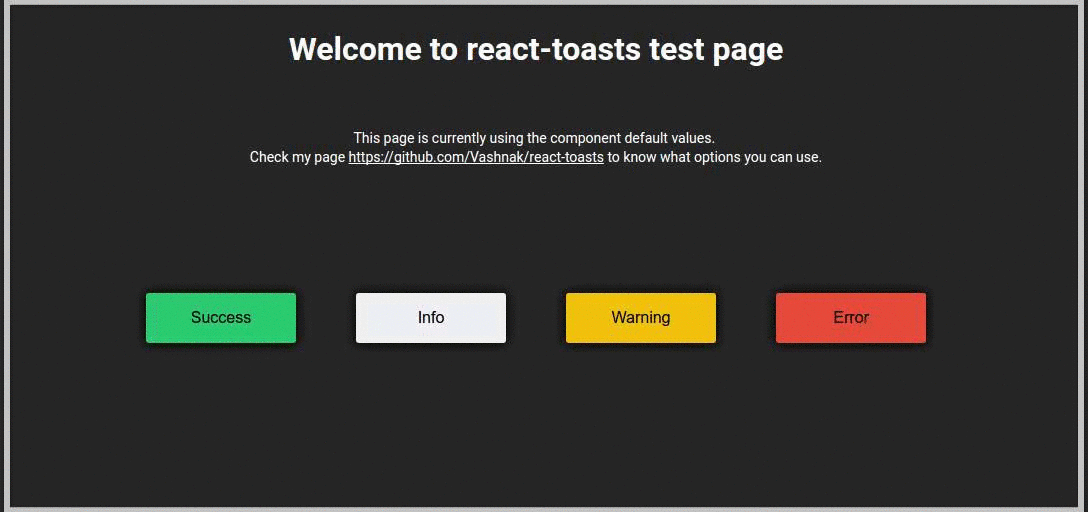 Welcome to react-toasts test page
This page is currently using the component default values.
Check my page https://github.com/Vashnak/react-toasts to know what options you can use.
Success
Info
Warning
Error